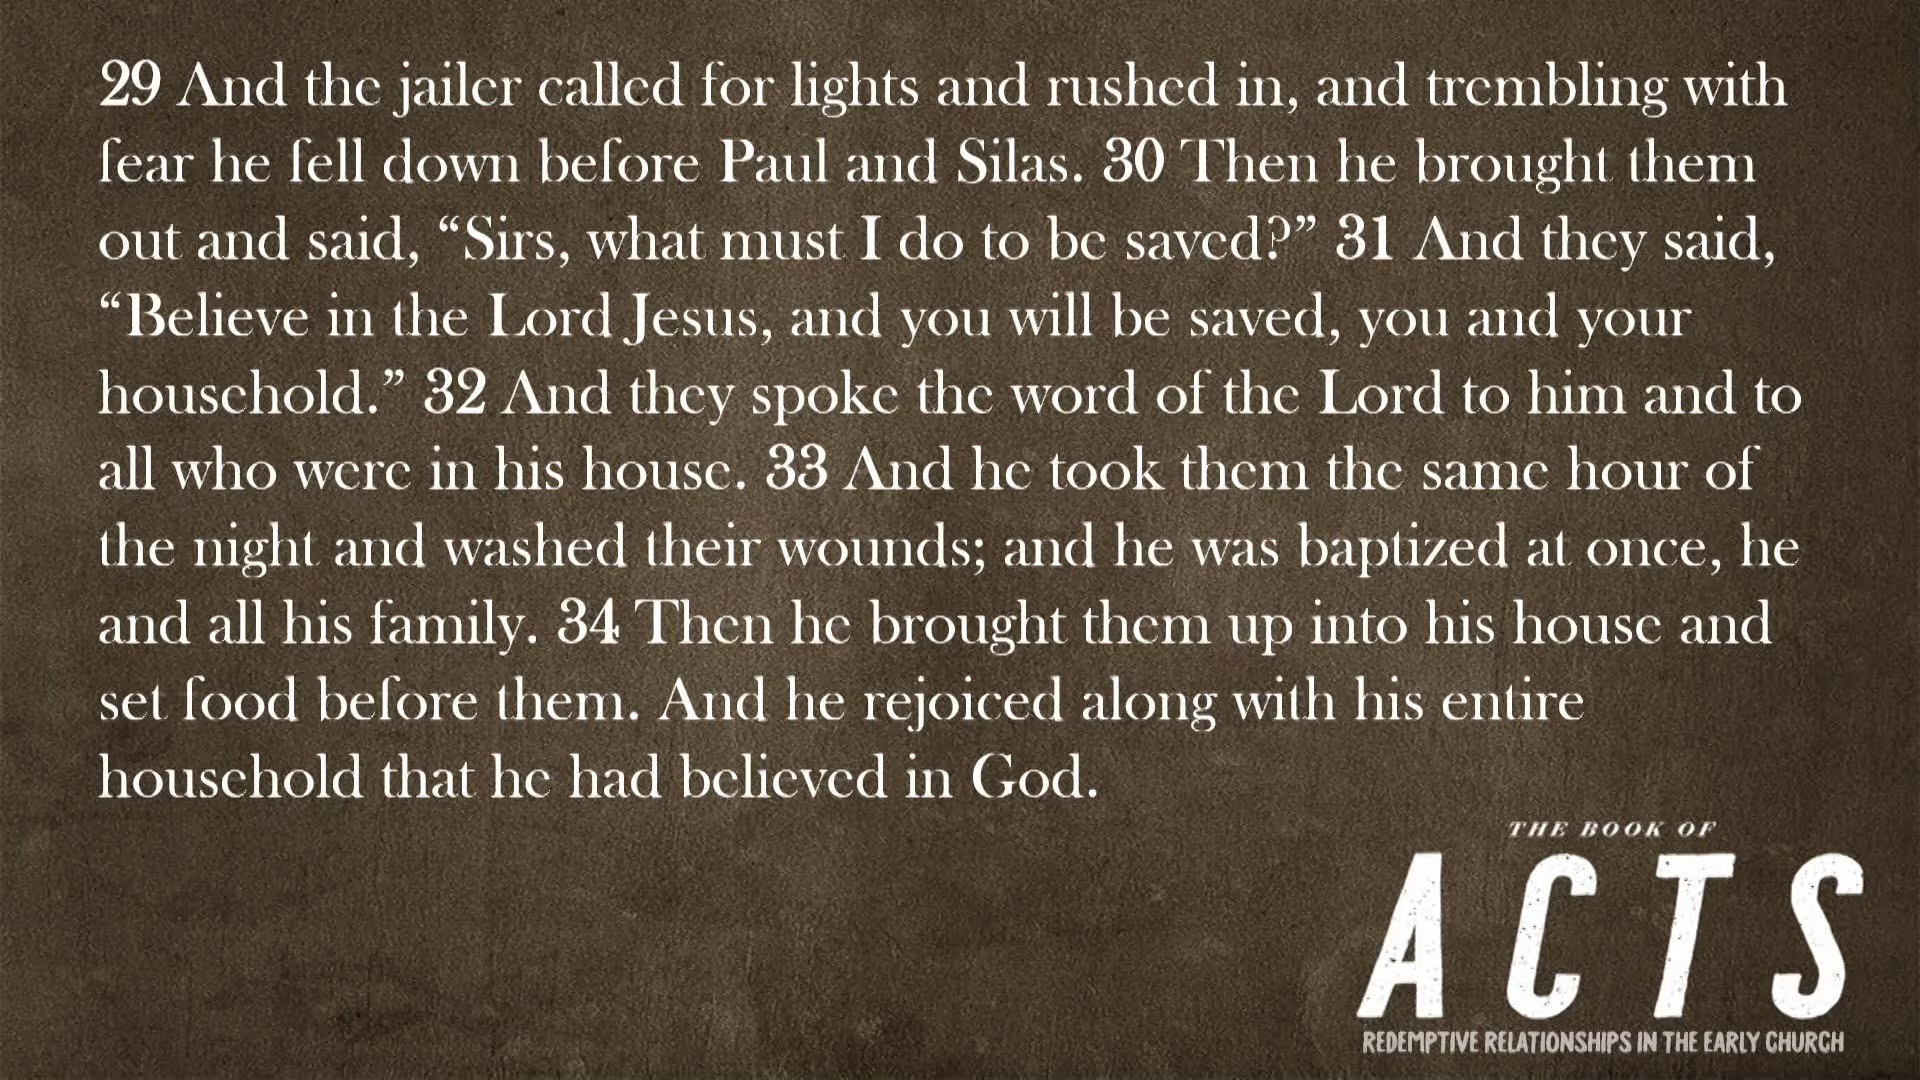 29 And the jailer called for lights and rushed in, and trembling with
fear he fell down before Paul and Silas. 30 Then he brought them
out and said, “Sirs, what must I do to be saved?” 31 And they said,
“Believe in the Lord Jesus, and you will be saved, you and your
household.” 32 And they spoke the word of the Lord to him and to
all who were in his house. 33 And he took them the same hour of
the night and washed their wounds; and he was baptized at once, he
and all his family. 34 Then he brought them up into his house and
set food before them. And he rejoiced along with his entire
household that he had believed in God.
THE BOOK OF
ACTS
REDEMPTIVE RELATIONSHIPS IN THE EARLY CHURCH